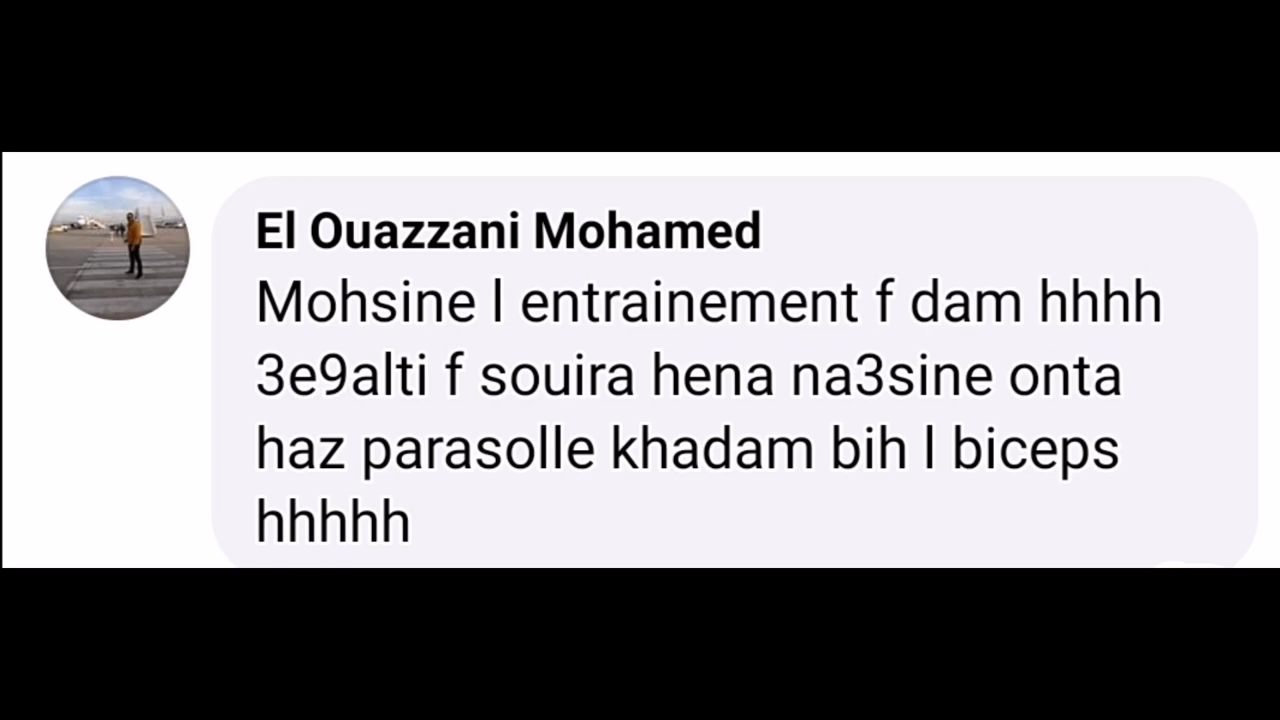 El Ouazzani Mohamed
Mohsine l entrainement f dam hhhh
3e9alti f souira hena na3sine onta
haz parasolle khadam bih l biceps
hhhhh